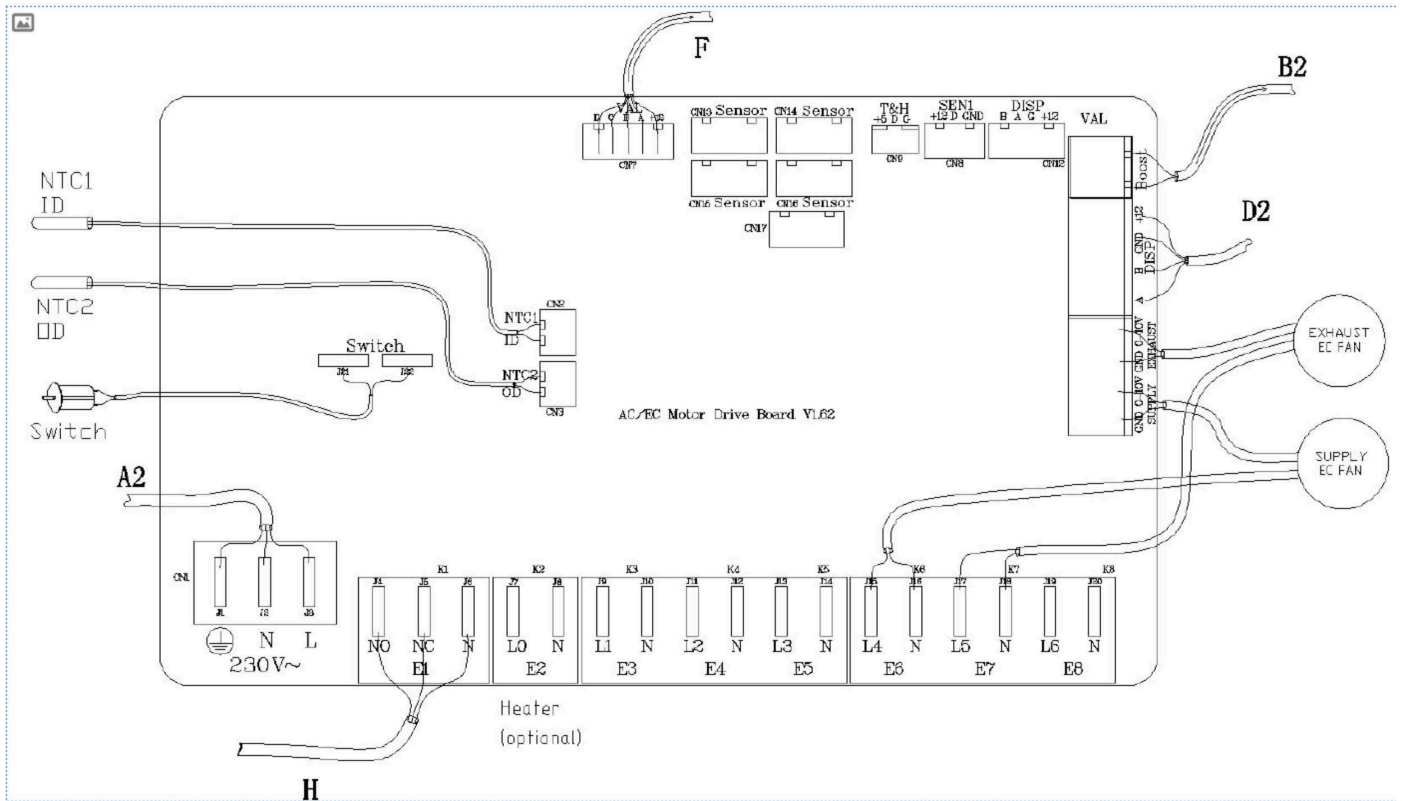 F
B2
VAL
D C B A +12
CN7
CN13 Sensor
CN14 Sensor
CN15 Sensor
CN16 Sensor
CN17
T&H
+5 D G
CN9
SEN1
+12 D GND
CN8
DISP
B A G +12
CN12
VAL
Boost
D2
+12
GND
B
A
DISP
0-10V
GND
EXHAUST
0-10V
GND
SUPPLY
EXHAUST
EC FAN
SUPPLY
EC FAN
NTC1
ID
NTC2
OD
Switch
Switch
J21
J22
CN2
NTC1
ID
NTC2
OD
CN3
AC/EC Motor Drive Board V1.62
A2
CN1
J1 J2 J3
N L
230V~
K1 K2 K3 K4 K5 K6 K7 K8
J4 J5 J6 J7 J8 J9 J10 J11 J12 J13 J14 J15 J16 J17 J18 J19 J20
NO NC N L0 N L1 N L2 N L3 N L4 N L5 N L6 N
E1 E2 E3 E4 E5 E6 E7 E8
Heater
(optional)
H